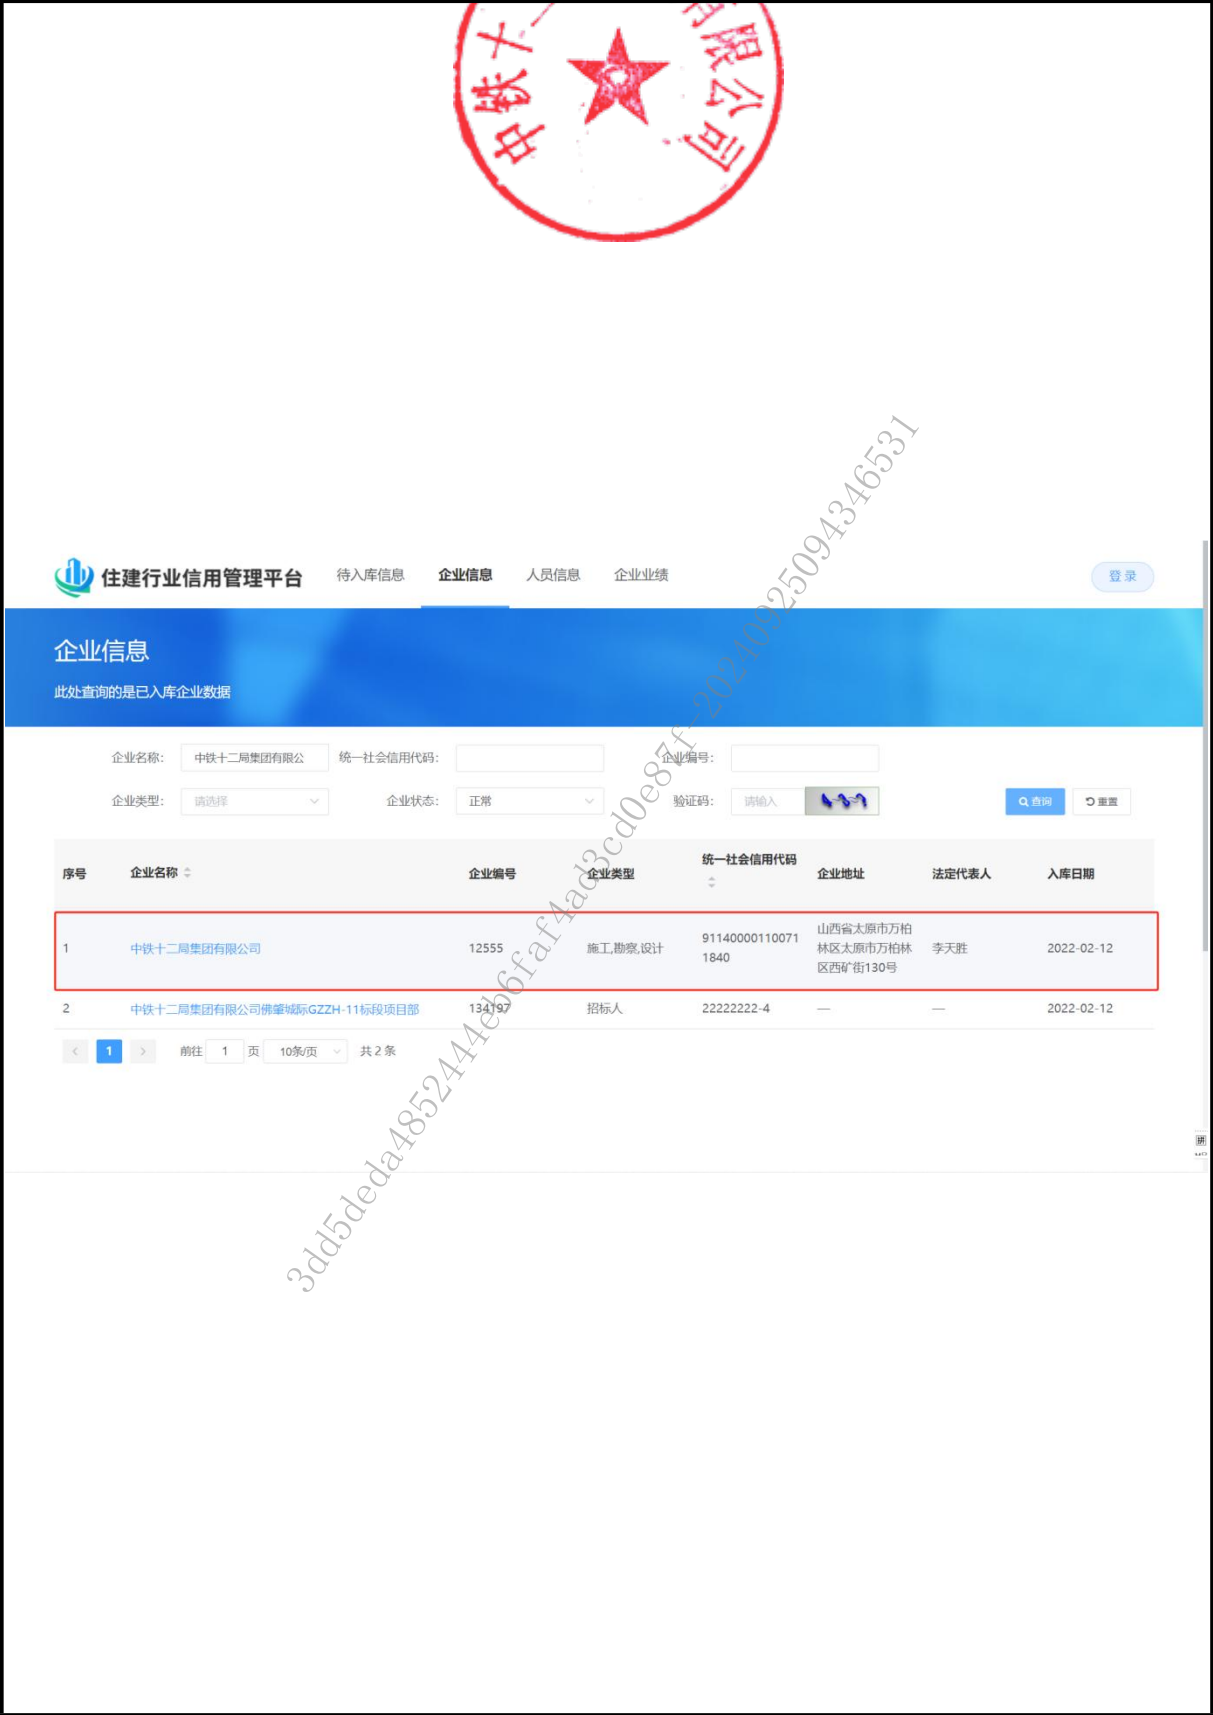 中铁十
有限公司
住建行业信用管理平台 待入库信息 企业信息 人员信息 企业业绩 登录
企业信息
此处查询的是已入库企业数据
企业名称： 中铁十二局集团有限公 统一社会信用代码： 企业编号：
企业类型： 请选择 企业状态： 正常 验证码： 请输入 查询 重置
序号 企业名称 企业编号 企业类型 统一社会信用代码 企业地址 法定代表人 入库日期
1 中铁十二局集团有限公司 12555 施工,勘察,设计 911400001100711840 山西省太原市万柏林区太原市万柏林区西矿街130号 李天胜 2022-02-12
2 中铁十二局集团有限公司佛肇城际GZZH-11标段项目部 134197 招标人 22222222-4 — — 2022-02-12
< 1 > 前往 1 页 10条/页 共 2 条
拼
3dd5deda4852444eb6faf4ad3cd0e87f-20240925094346531